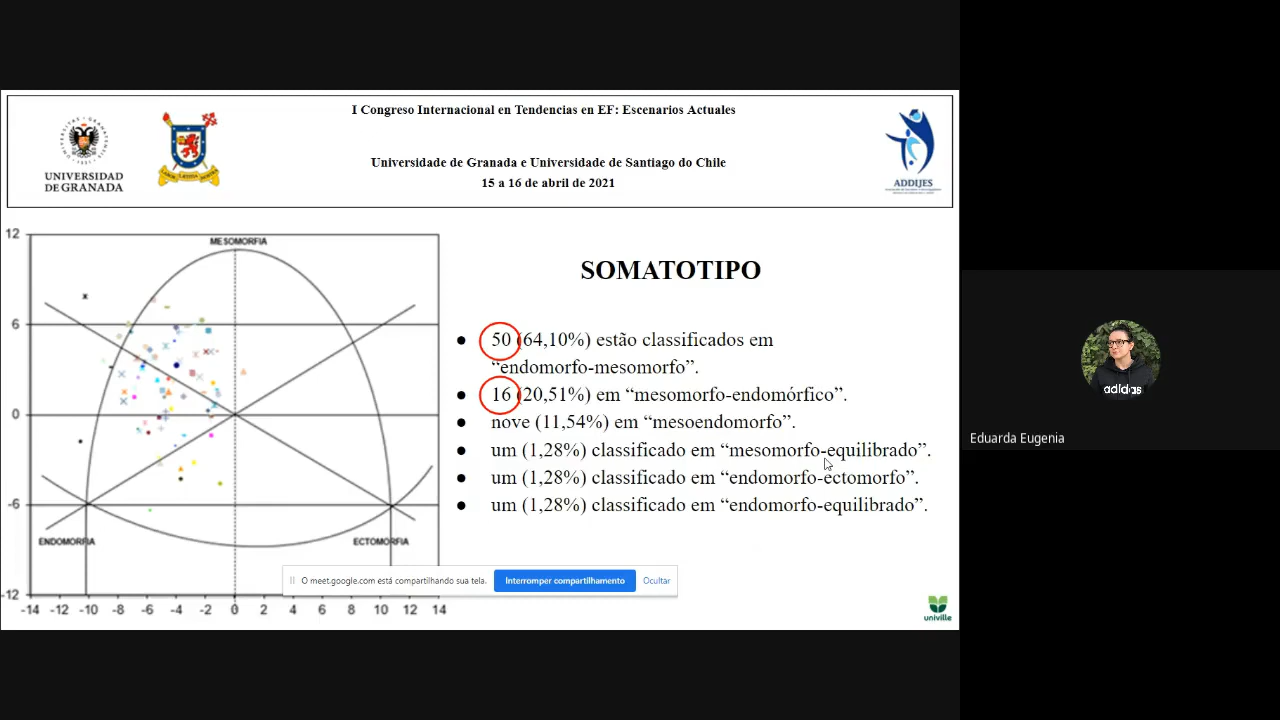 I Congreso Internacional en Tendencias en EF: Escenarios Actuales
Universidade de Granada e Universidade de Santiago do Chile
15 a 16 de abril de 2021
UNIVERSIDAD
DE GRANADA
LABOR LAETITIA NOSTRA
ADDIJES
12
MESOMORFIA
6
0
-6
ENDOMORFIA
ECTOMORFIA
-12
-14 -12 -10 -8 -6 -4 -2 0 2 4 6 8 10 12 14
SOMATOTIPO
● 50 (64,10%) estão classificados em
“endomorfo-mesomorfo”.
● 16 (20,51%) em “mesomorfo-endomórfico”.
● nove (11,54%) em “mesoendomorfo”.
● um (1,28%) classificado em “mesomorfo-equilibrado”.
● um (1,28%) classificado em “endomorfo-ectomorfo”.
● um (1,28%) classificado em “endomorfo-equilibrado”.
O meet.google.com está compartilhando sua tela. Interromper compartilhamento Ocultar
univille
adidas
Eduarda Eugenia